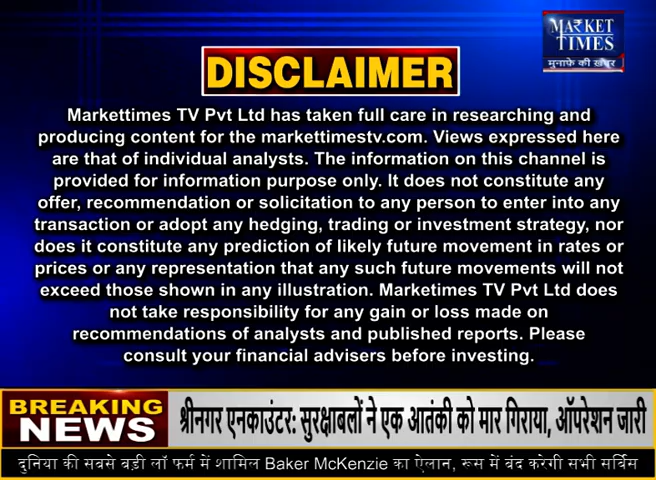 MARKET
TIMES
मुनाफे की ख़बर
DISCLAIMER
Markettimes TV Pvt Ltd has taken full care in researching and
producing content for the markettimestv.com. Views expressed here
are that of individual analysts. The information on this channel is
provided for information purpose only. It does not constitute any
offer, recommendation or solicitation to any person to enter into any
transaction or adopt any hedging, trading or investment strategy, nor
does it constitute any prediction of likely future movement in rates or
prices or any representation that any such future movements will not
exceed those shown in any illustration. Marketimes TV Pvt Ltd does
not take responsibility for any gain or loss made on
recommendations of analysts and published reports. Please
consult your financial advisers before investing.
BREAKING
NEWS
श्रीनगर एनकाउंटर: सुरक्षाबलों ने एक आतंकी को मार गिराया, ऑपरेशन जारी
दुनिया की सबसे बड़ी लॉ फर्म में शामिल Baker McKenzie का ऐलान, रूस में बंद करेगी सभी सर्विस